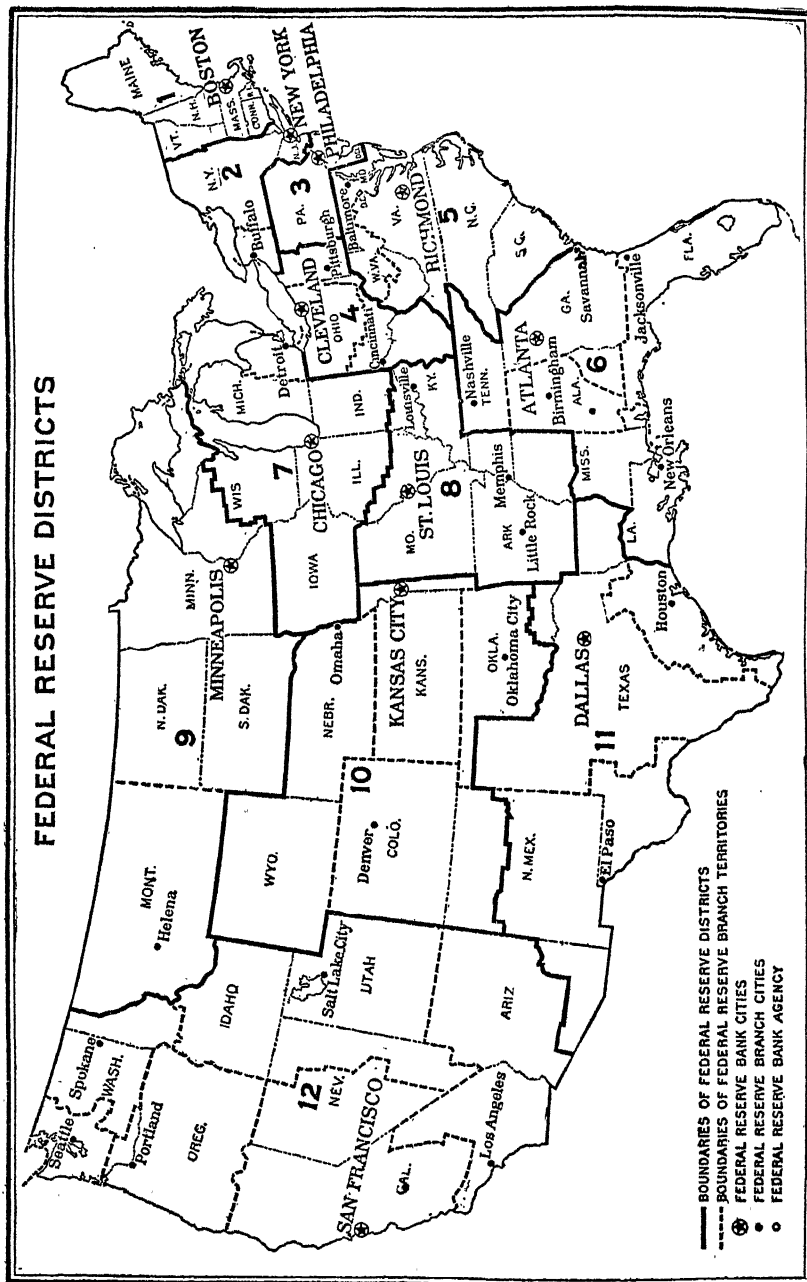 FEDERAL RESERVE DISTRICTS
MAINE
1
VT.
N.H.
BOSTON
MASS.
CONN.
R.I.
N.Y.
2
Buffalo
NEW YORK
N.J.
PHILADELPHIA
PA.
3
Pittsburgh
Baltimore
MD
DEL
D.C.
W.VA.
VA.
RICHMOND
5
N.C.
S.C.
CLEVELAND
OHIO
4
Cincinnati
MICH.
Detroit
IND.
Louisville
KY.
Nashville
TENN.
ATLANTA
GA.
Savannah
Birmingham
ALA.
6
Jacksonville
FLA.
WIS
7
CHICAGO
ILL.
IOWA
MO.
ST. LOUIS
8
Memphis
ARK
Little Rock
MISS.
New Orleans
LA.
MINN.
MINNEAPOLIS
N.DAK.
9
S.DAK.
NEBR.
Omaha
KANSAS CITY
KANS.
10
OKLA.
Oklahoma City
DALLAS
TEXAS
11
Houston
El Paso
N.MEX.
MONT.
Helena
WYO.
Denver
COLO.
IDAHO
Salt Lake City
UTAH
ARIZ
Spokane
Seattle
WASH.
Portland
OREG.
12
NEV.
SAN FRANCISCO
CAL.
Los Angeles
BOUNDARIES OF FEDERAL RESERVE DISTRICTS
BOUNDARIES OF FEDERAL RESERVE BRANCH TERRITORIES
FEDERAL RESERVE BANK CITIES
FEDERAL RESERVE BRANCH CITIES
FEDERAL RESERVE BANK AGENCY